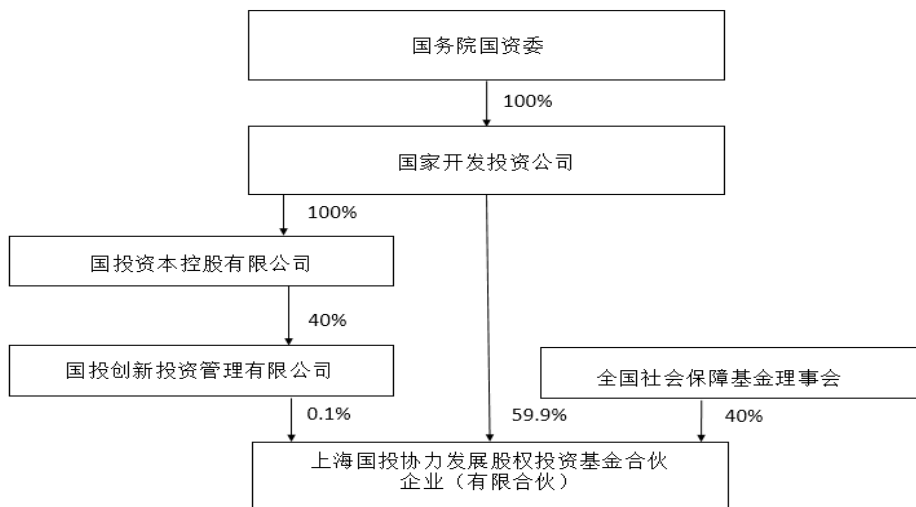 国务院国资委
100%
国家开发投资公司
100%
国投资本控股有限公司
40%
国投创新投资管理有限公司
全国社会保障基金理事会
0.1%
59.9%
40%
上海国投协力发展股权投资基金合伙
企业（有限合伙）